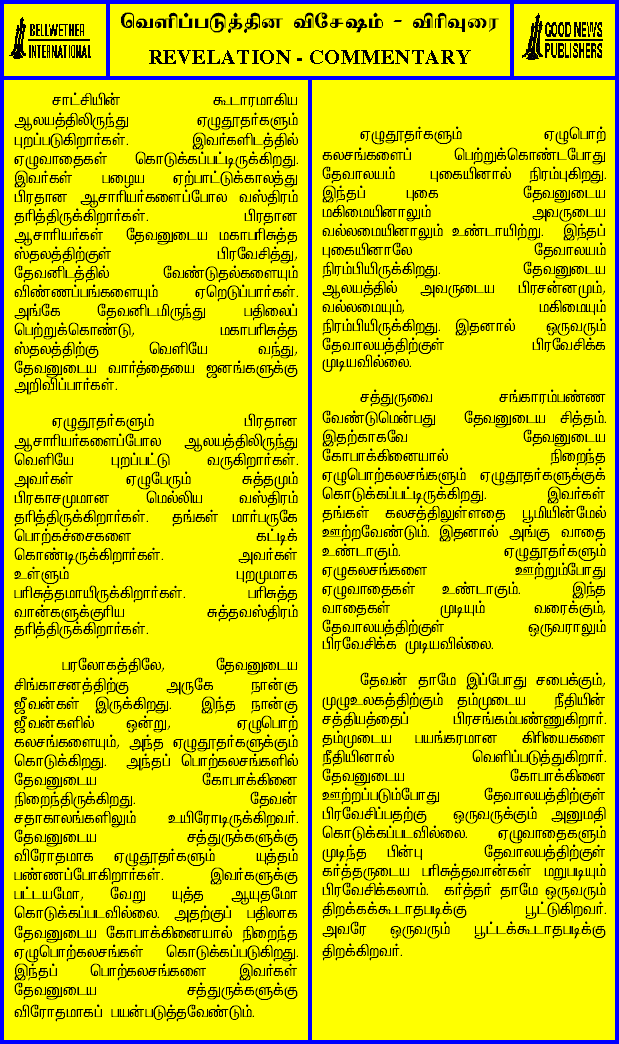 BELLWETHER
INTERNATIONAL
வெளிப்படுத்தின விசேஷம் - விரிவுரை
REVELATION - COMMENTARY
GOOD NEWS
PUBLISHERS
சாட்சியின் கூடாரமாகிய
ஆலயத்திலிருந்து ஏழுதூதர்களும்
புறப்படுகிறார்கள். இவர்களிடத்தில்
ஏழுவாதைகள் கொடுக்கப்பட்டிருக்கிறது.
இவர்கள் பழைய ஏற்பாட்டுக்காலத்து
பிரதான ஆசாரியர்களைப்போல வஸ்திரம்
தரித்திருக்கிறார்கள். பிரதான
ஆசாரியர்கள் தேவனுடைய மகாபரிசுத்த
ஸ்தலத்திற்குள் பிரவேசித்து,
தேவனிடத்தில் வேண்டுதல்களையும்
விண்ணப்பங்களையும் ஏறெடுப்பார்கள்.
அங்கே தேவனிடமிருந்து பதிலைப்
பெற்றுக்கொண்டு, மகாபரிசுத்த
ஸ்தலத்திற்கு வெளியே வந்து,
தேவனுடைய வார்த்தையை ஜனங்களுக்கு
அறிவிப்பார்கள்.
ஏழுதூதர்களும் பிரதான
ஆசாரியர்களைப்போல ஆலயத்திலிருந்து
வெளியே புறப்பட்டு வருகிறார்கள்.
அவர்கள் ஏழுபேரும் சுத்தமும்
பிரகாசமுமான மெல்லிய வஸ்திரம்
தரித்திருக்கிறார்கள். தங்கள் மார்பருகே
பொற்கச்சைகளை கட்டிக்
கொண்டிருக்கிறார்கள். அவர்கள்
உள்ளும் புறமுமாக
பரிசுத்தமாயிருக்கிறார்கள். பரிசுத்த
வான்களுக்குரிய சுத்தவஸ்திரம்
தரித்திருக்கிறார்கள்.
பரலோகத்திலே, தேவனுடைய
சிங்காசனத்திற்கு அருகே நான்கு
ஜீவன்கள் இருக்கிறது. இந்த நான்கு
ஜீவன்களில் ஒன்று, ஏழுபொற்
கலசங்களையும், அந்த ஏழுதூதர்களுக்கும்
கொடுக்கிறது. அந்தப் பொற்கலசங்களில்
தேவனுடைய கோபாக்கினை
நிறைந்திருக்கிறது. தேவன்
சதாகாலங்களிலும் உயிரோடிருக்கிறவர்.
தேவனுடைய சத்துருக்களுக்கு
விரோதமாக ஏழுதூதர்களும் யுத்தம்
பண்ணப்போகிறார்கள். இவர்களுக்கு
பட்டயமோ, வேறு யுத்த ஆயுதமோ
கொடுக்கப்படவில்லை. அதற்குப் பதிலாக
தேவனுடைய கோபாக்கினையால் நிறைந்த
ஏழுபொற்கலசங்கள் கொடுக்கப்படுகிறது.
இந்தப் பொற்கலசங்களை இவர்கள்
தேவனுடைய சத்துருக்களுக்கு
விரோதமாகப் பயன்படுத்தவேண்டும்.
ஏழுதூதர்களும் ஏழுபொற்
கலசங்களைப் பெற்றுக்கொண்டபோது
தேவாலயம் புகையினால் நிரம்புகிறது.
இந்தப் புகை தேவனுடைய
மகிமையினாலும் அவருடைய
வல்லமையினாலும் உண்டாயிற்று. இந்தப்
புகையினாலே தேவாலயம்
நிரம்பியிருக்கிறது. தேவனுடைய
ஆலயத்தில் அவருடைய பிரசன்னமும்,
வல்லமையும், மகிமையும்
நிரம்பியிருக்கிறது. இதனால் ஒருவரும்
தேவாலயத்திற்குள் பிரவேசிக்க
முடியவில்லை.
சத்துருவை சங்காரம்பண்ண
வேண்டுமென்பது தேவனுடைய சித்தம்.
இதற்காகவே தேவனுடைய
கோபாக்கினையால் நிறைந்த
ஏழுபொற்கலசங்களும் ஏழுதூதர்களுக்குக்
கொடுக்கப்பட்டிருக்கிறது. இவர்கள்
தங்கள் கலசத்திலுள்ளதை பூமியின்மேல்
ஊற்றவேண்டும். இதனால் அங்கு வாதை
உண்டாகும். ஏழுதூதர்களும்
ஏழுகலசங்களை ஊற்றும்போது
ஏழுவாதைகள் உண்டாகும். இந்த
வாதைகள் முடியும் வரைக்கும்,
தேவாலயத்திற்குள் ஒருவராலும்
பிரவேசிக்க முடியவில்லை.
தேவன் தாமே இப்போது சபைக்கும்,
முழுஉலகத்திற்கும் தம்முடைய நீதியின்
சத்தியத்தைப் பிரசங்கம்பண்ணுகிறார்.
தம்முடைய பயங்கரமான கிரியைகளை
நீதியினால் வெளிப்படுத்துகிறார்.
தேவனுடைய கோபாக்கினை
ஊற்றப்படும்போது தேவாலயத்திற்குள்
பிரவேசிப்பதற்கு ஒருவருக்கும் அனுமதி
கொடுக்கப்படவில்லை. ஏழுவாதைகளும்
முடிந்த பின்பு தேவாலயத்திற்குள்
கர்த்தருடைய பரிசுத்தவான்கள் மறுபடியும்
பிரவேசிக்கலாம். கர்த்தர் தாமே ஒருவரும்
திறக்கக்கூடாதபடிக்கு பூட்டுகிறவர்.
அவரே ஒருவரும் பூட்டக்கூடாதபடிக்கு
திறக்கிறவர்.